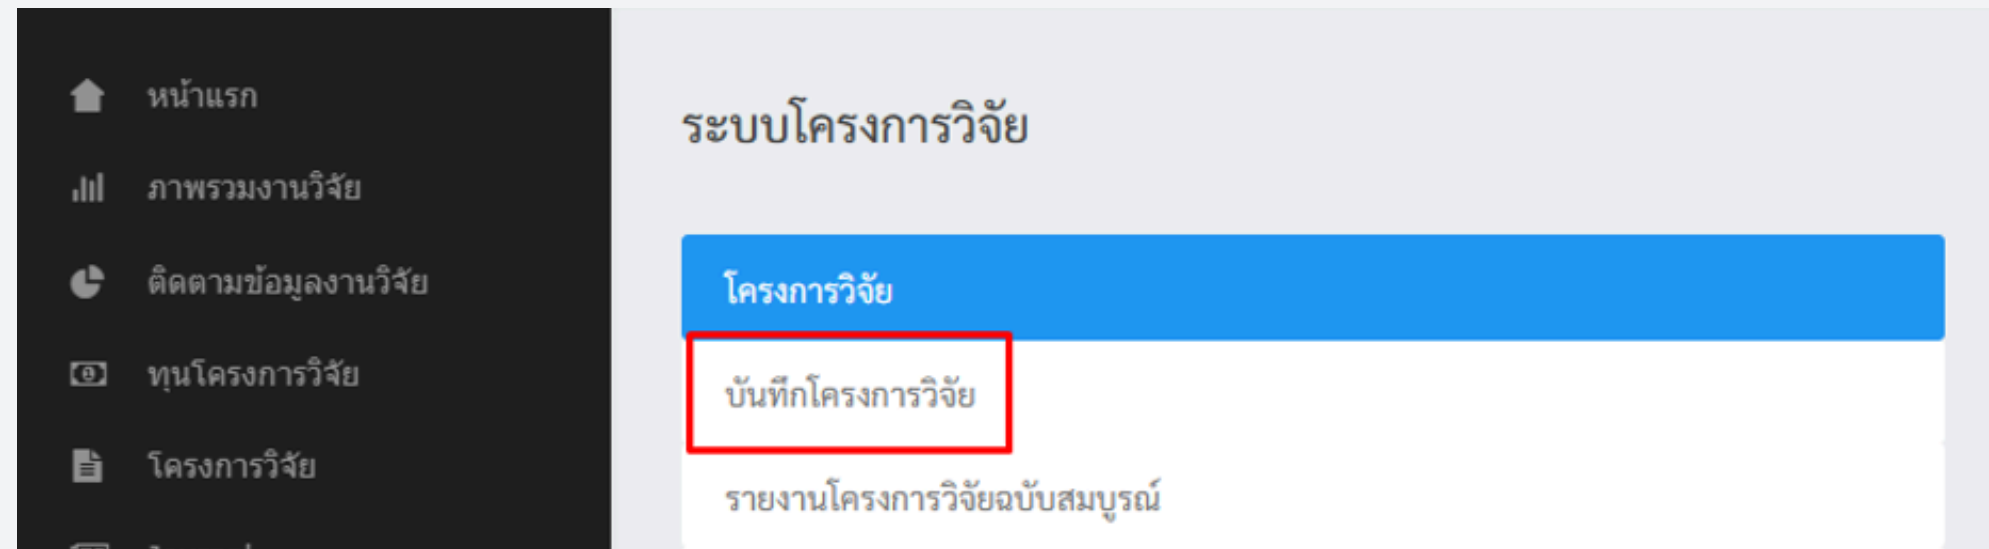 หน้าแรก
ภาพรวมงานวิจัย
ติดตามข้อมูลงานวิจัย
ทุนโครงการวิจัย
โครงการวิจัย
ระบบโครงการวิจัย
โครงการวิจัย
บันทึกโครงการวิจัย
รายงานโครงการวิจัยฉบับสมบูรณ์